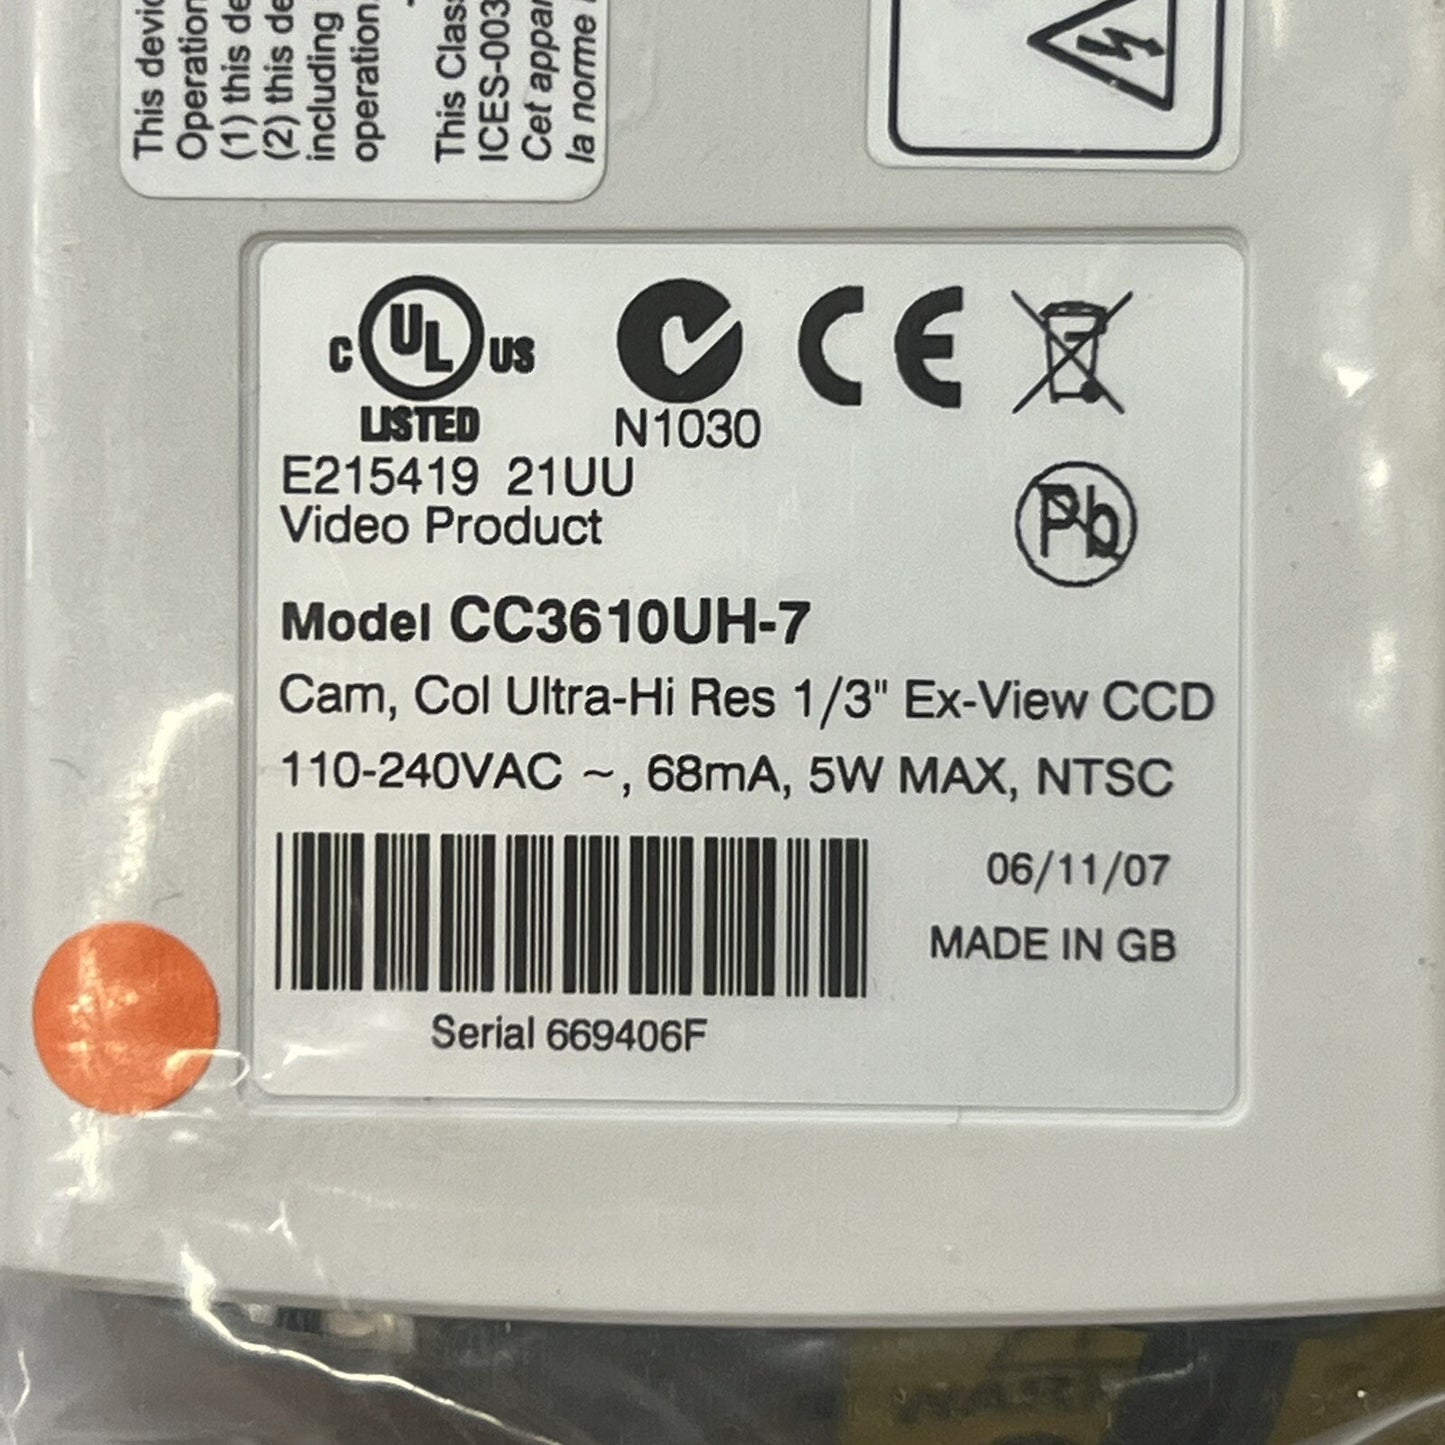 This devic
Operation
(1) this de
(2) this de
including
operation.
This Class
ICES-003
Cet appar
la norme
C UL US
LISTED
N1030
CE
E215419 21UU
Video Product
Pb
Model CC3610UH-7
Cam, Col Ultra-Hi Res 1/3" Ex-View CCD
110-240VAC ~, 68mA, 5W MAX, NTSC
06/11/07
MADE IN GB
Serial 669406F